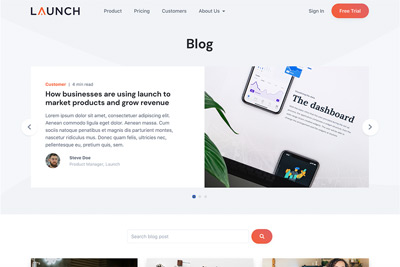 LAUNCH
Product
Pricing
Customers
About Us
Sign In
Free Trial
Blog
Customer | 4 min read
How businesses are using launch to
market products and grow revenue
Lorem ipsum dolor sit amet, consectetuer adipiscing
elit. Aenean commodo ligula eget dolor. Aenean massa. Cum
sociis natoque penatibus et magnis dis parturient montes,
nascetur ridiculus mus. Donec quam felis, ultricies nec,
pellentesque eu, pretium quis, sem.
Steve Doe
Product Manager, Launch
The dashboard
Search blog post